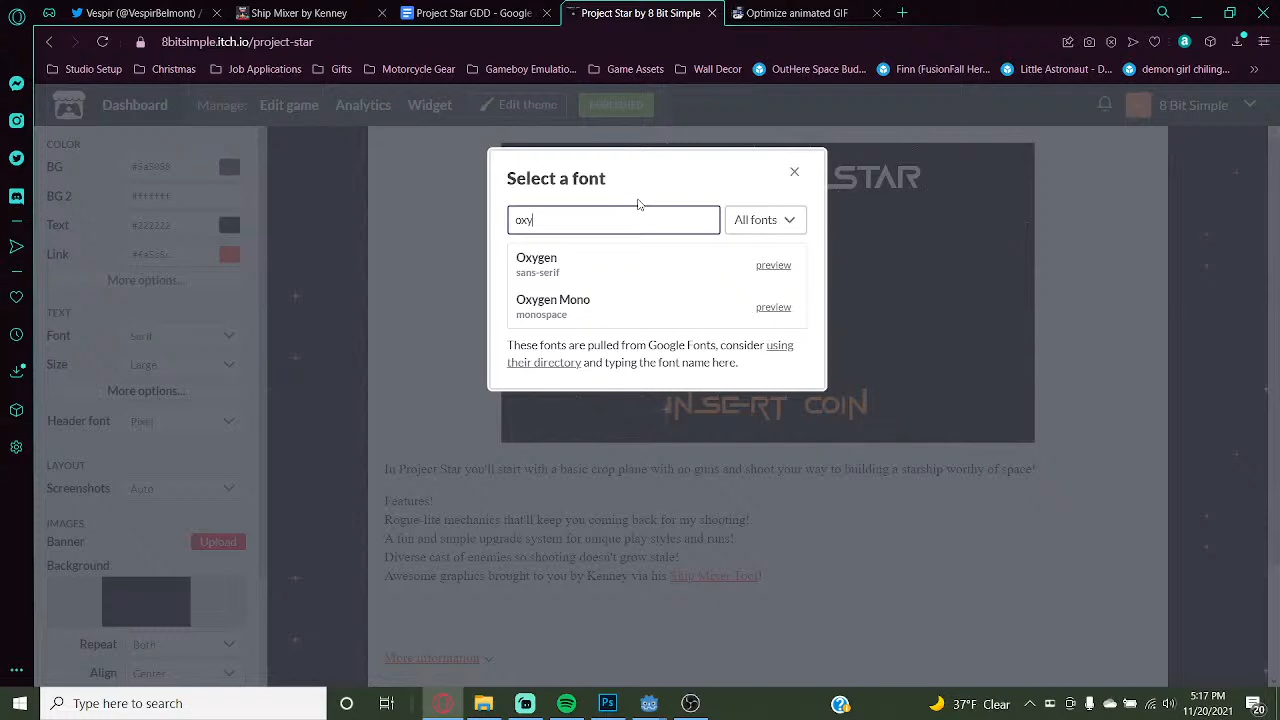 Vespir (@VespirBelmont) /
Ship Mixer by Kenney
Project Star GDD - Google
Project Star by 8 Bit Simple
Optimize animated GIF
8bitsimple.itch.io/project-star
Studio Setup
Christmas
Job Applications
Gifts
Motorcycle Gear
Gameboy Emulatio...
Game Assets
Wall Decor
OutHere Space Bud...
Finn (FusionFall Her...
Little Astronaut - D...
demon girl chiling...
Dashboard
Manage:
Edit game
Analytics
Widget
Edit theme
8 Bit Simple
COLOR
BG
BG 2
#ffffff
Text
#222222
Link
More options...
TEXT
Font
Serif
Size
Large
More options...
Header font
Pixel
LAYOUT
Screenshots
Auto
IMAGES
Banner
Upload
Background
Repeat
Both
Align
Center
Select a font
oxy
All fonts
Oxygen
sans-serif
preview
Oxygen Mono
monospace
preview
These fonts are pulled from Google Fonts, consider using
their directory and typing the font name here.
STAR
INSERT COIN
In Project Star you'll start with a basic crop plane with no guns and shoot your way to building a starship worthy of space!
Features!
Rogue-lite mechanics that'll keep you coming back for my shooting!
A fun and simple upgrade system for unique play styles and runs!
Diverse cast of enemies so shooting doesn't grow stale!
Awesome graphics brought to you by Kenney via his Ship Mixer Tool!
More information
Type here to search
Ps
37°F Clear
5:17 PM
11/20/2021
20